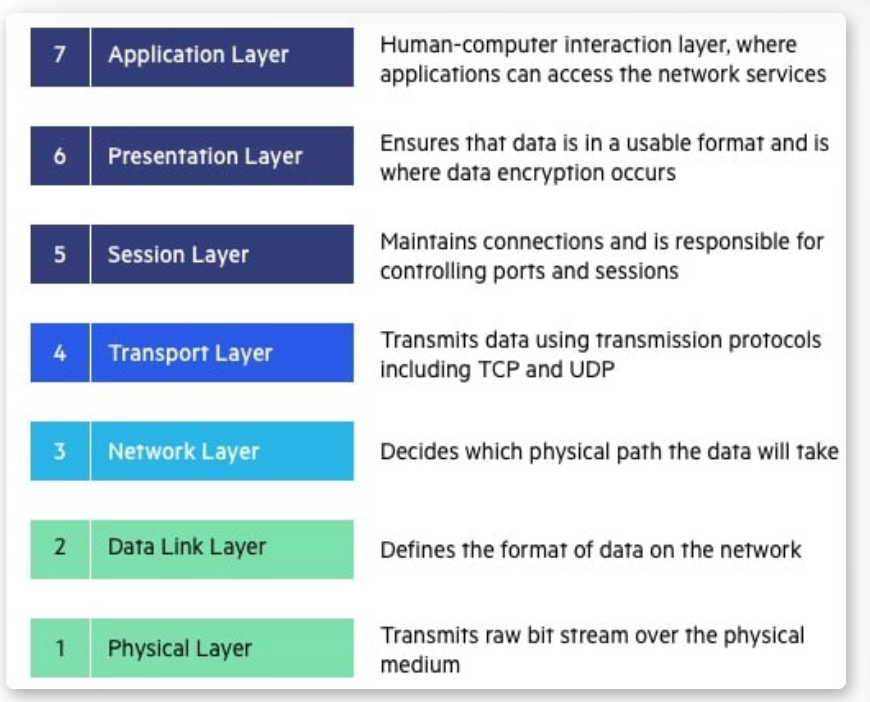 7 Application Layer
Human-computer interaction layer, where
applications can access the network services
6 Presentation Layer
Ensures that data is in a usable format and is
where data encryption occurs
5 Session Layer
Maintains connections and is responsible for
controlling ports and sessions
4 Transport Layer
Transmits data using transmission protocols
including TCP and UDP
3 Network Layer
Decides which physical path the data will take
2 Data Link Layer
Defines the format of data on the network
1 Physical Layer
Transmits raw bit stream over the physical
medium